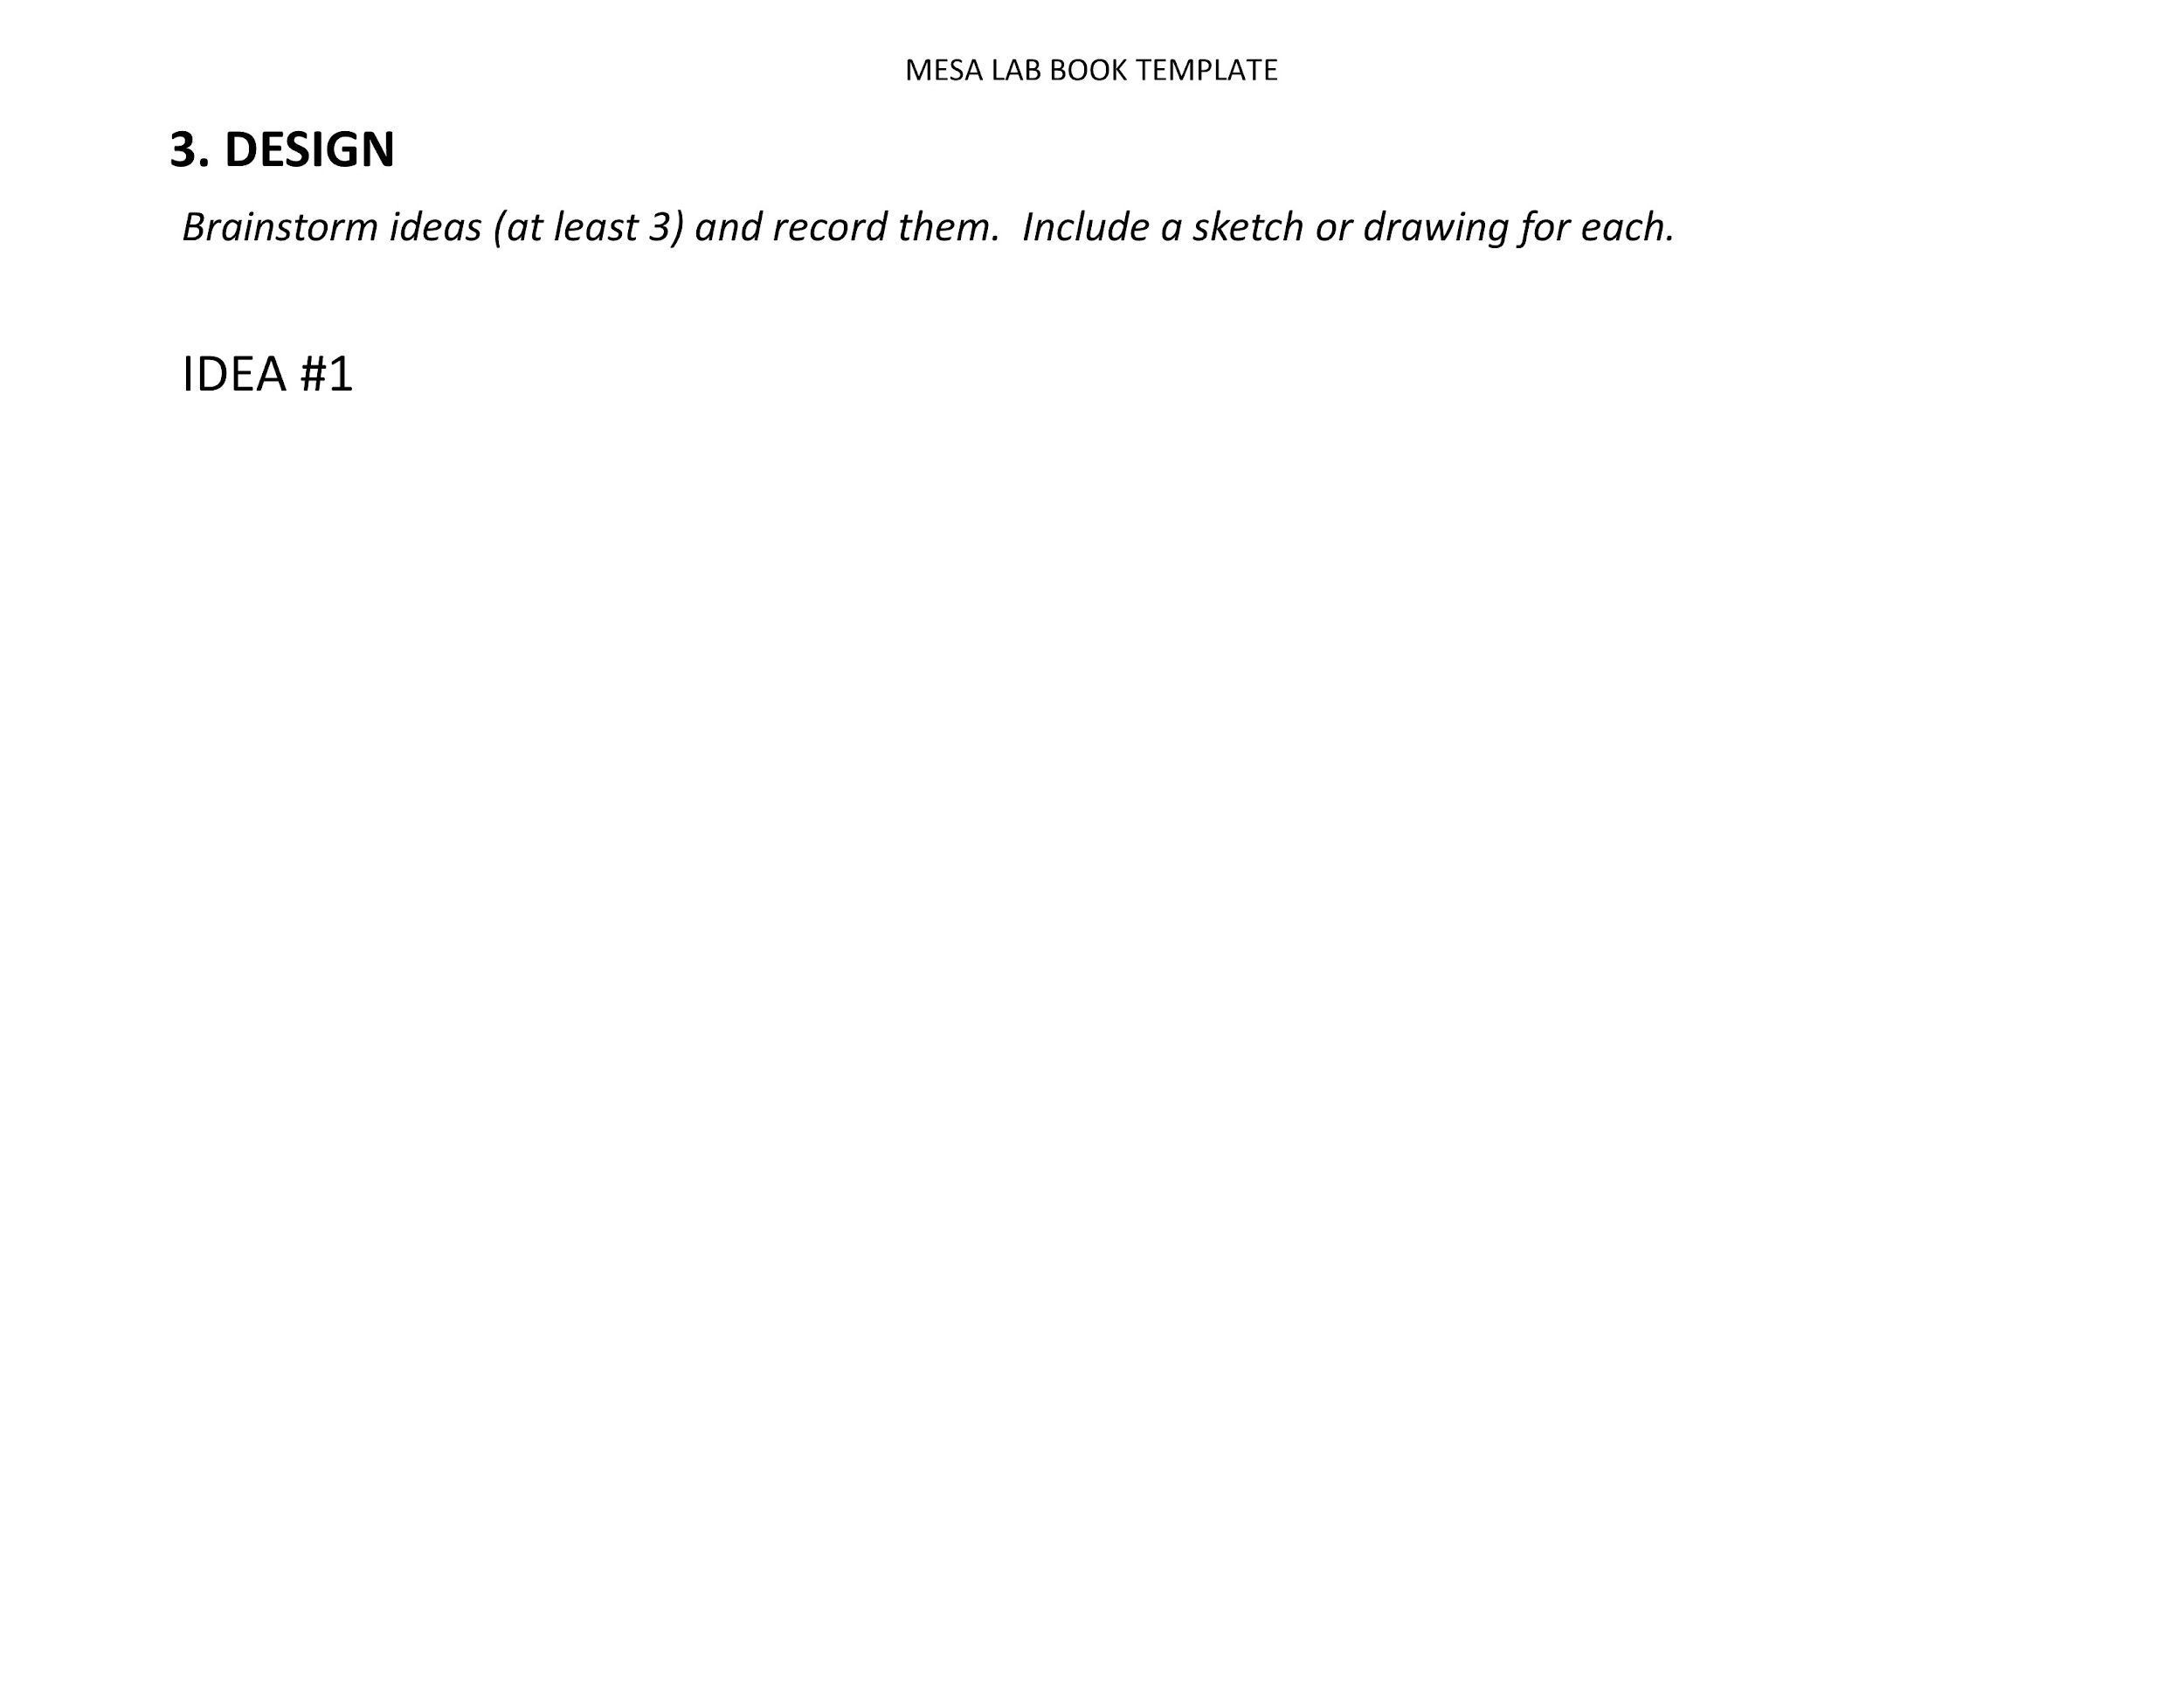 MESA LAB BOOK TEMPLATE
3. DESIGN
Brainstorm ideas (at least 3) and record them.  Include a sketch or drawing for each.
IDEA #1